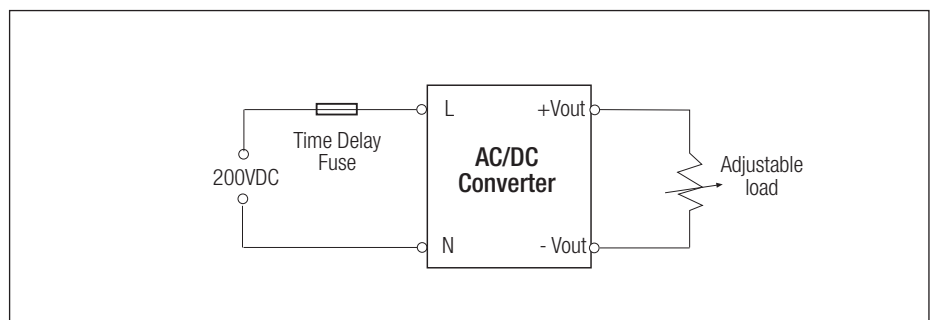 L
+Vout
Time Delay
Fuse
AC/DC
Converter
200VDC
Adjustable
load
N
- Vout